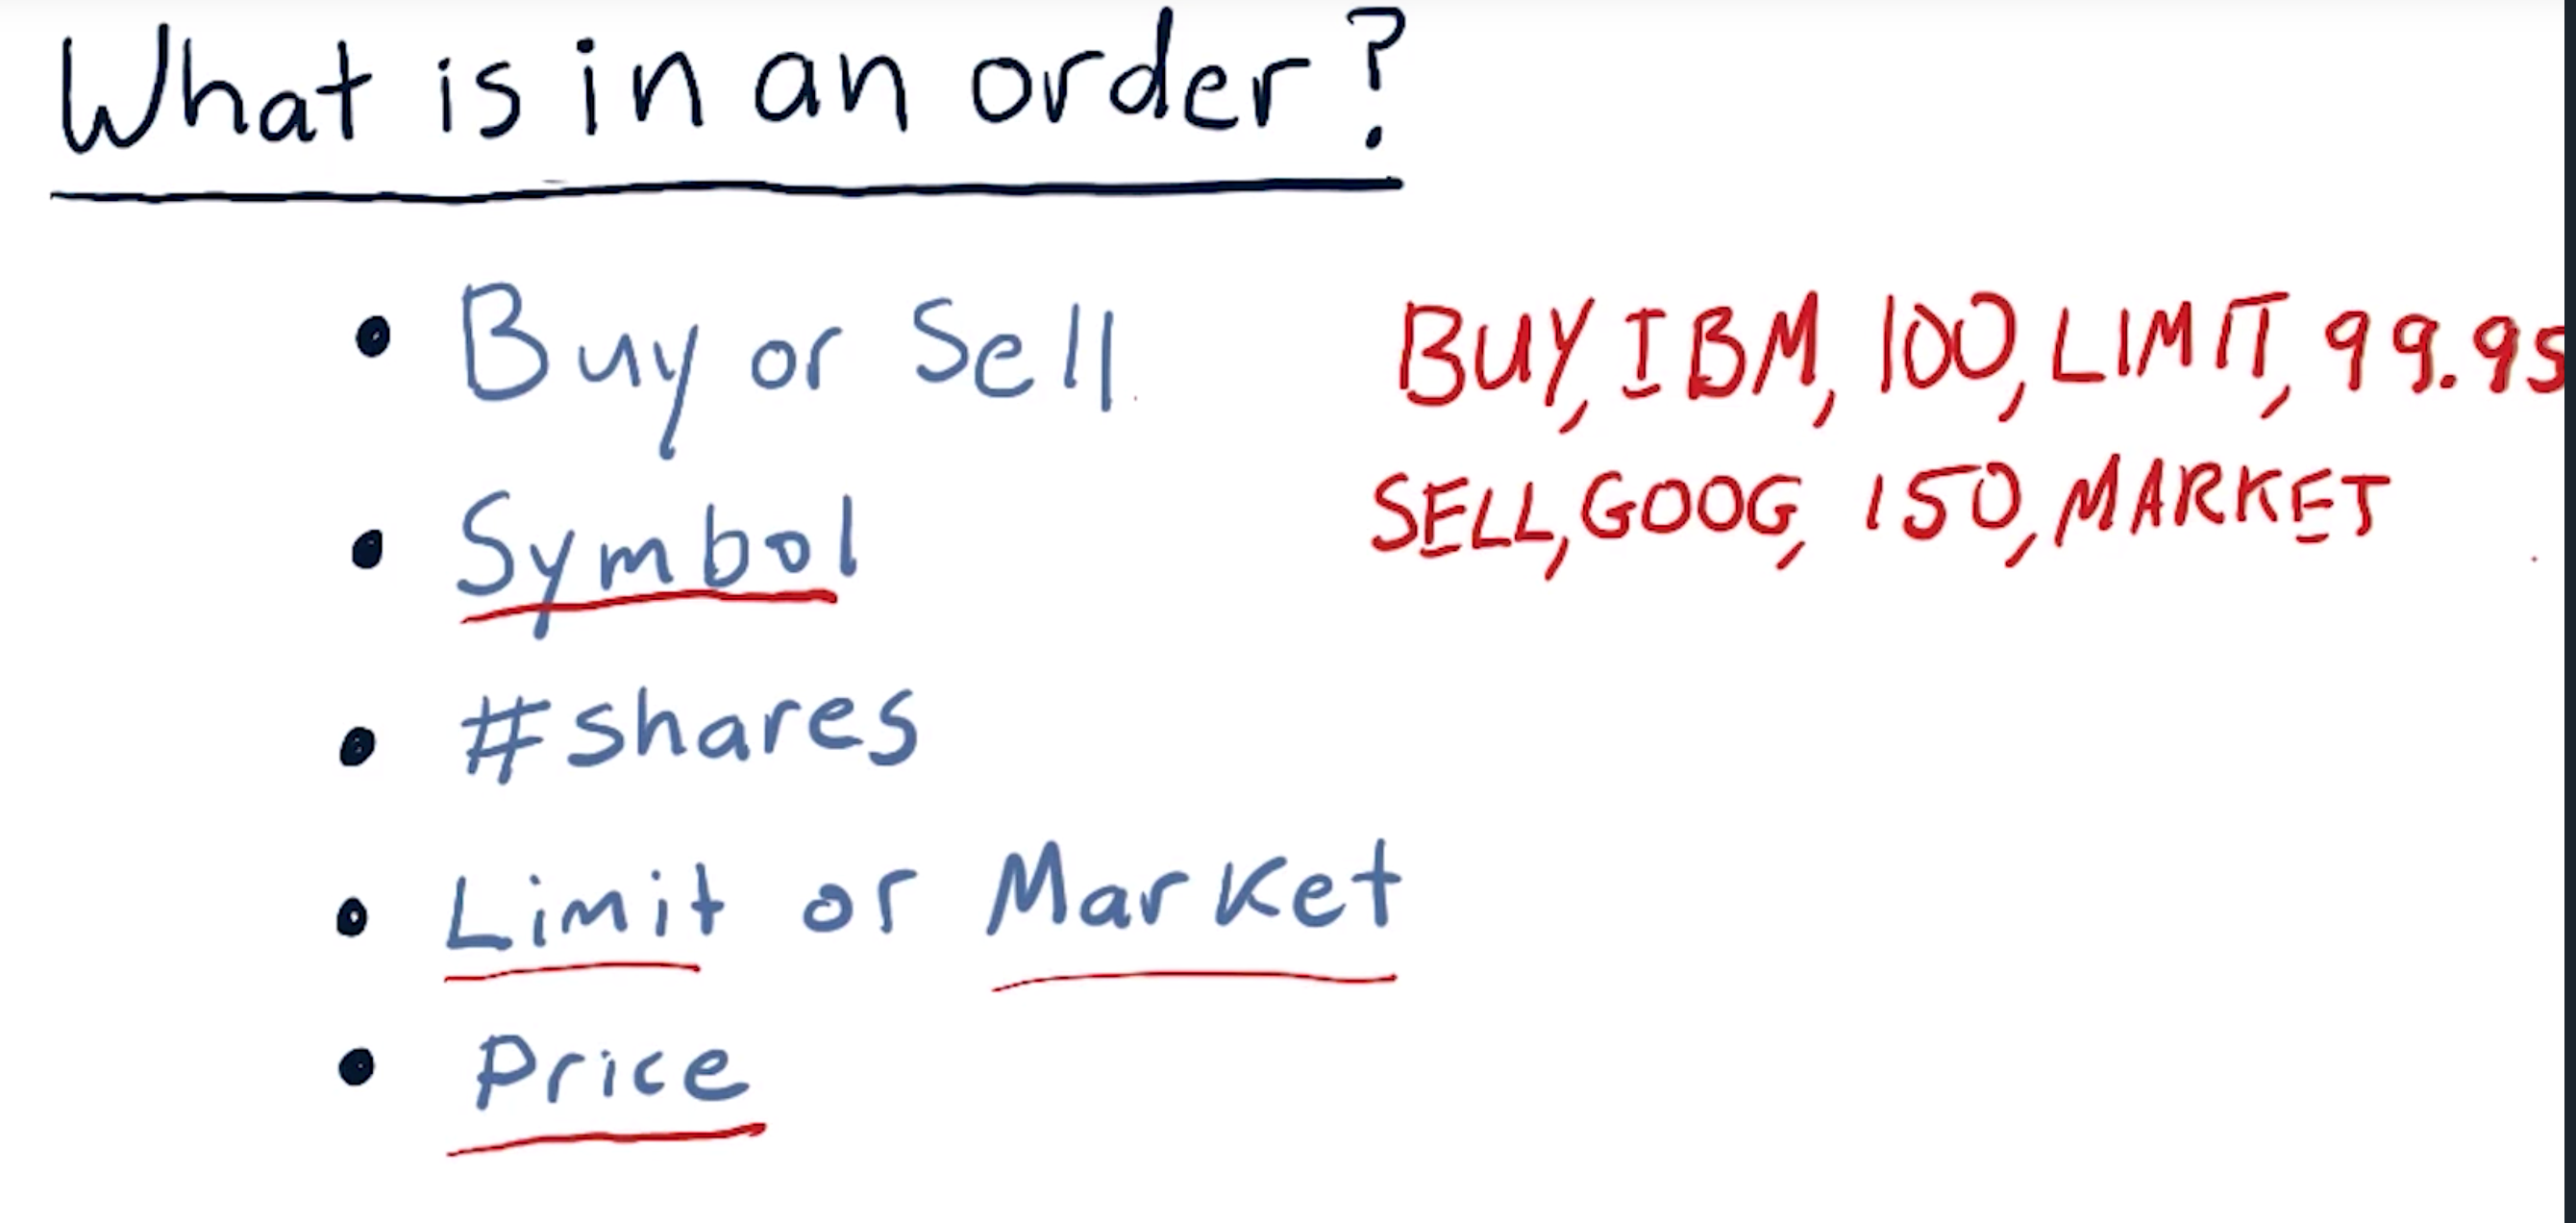 What is in an order?
• Buy or Sell
• Symbol
• #shares
• Limit or Market
• Price
BUY, IBM, 100, LIMIT, 99.95
SELL, GOOG, 150, MARKET